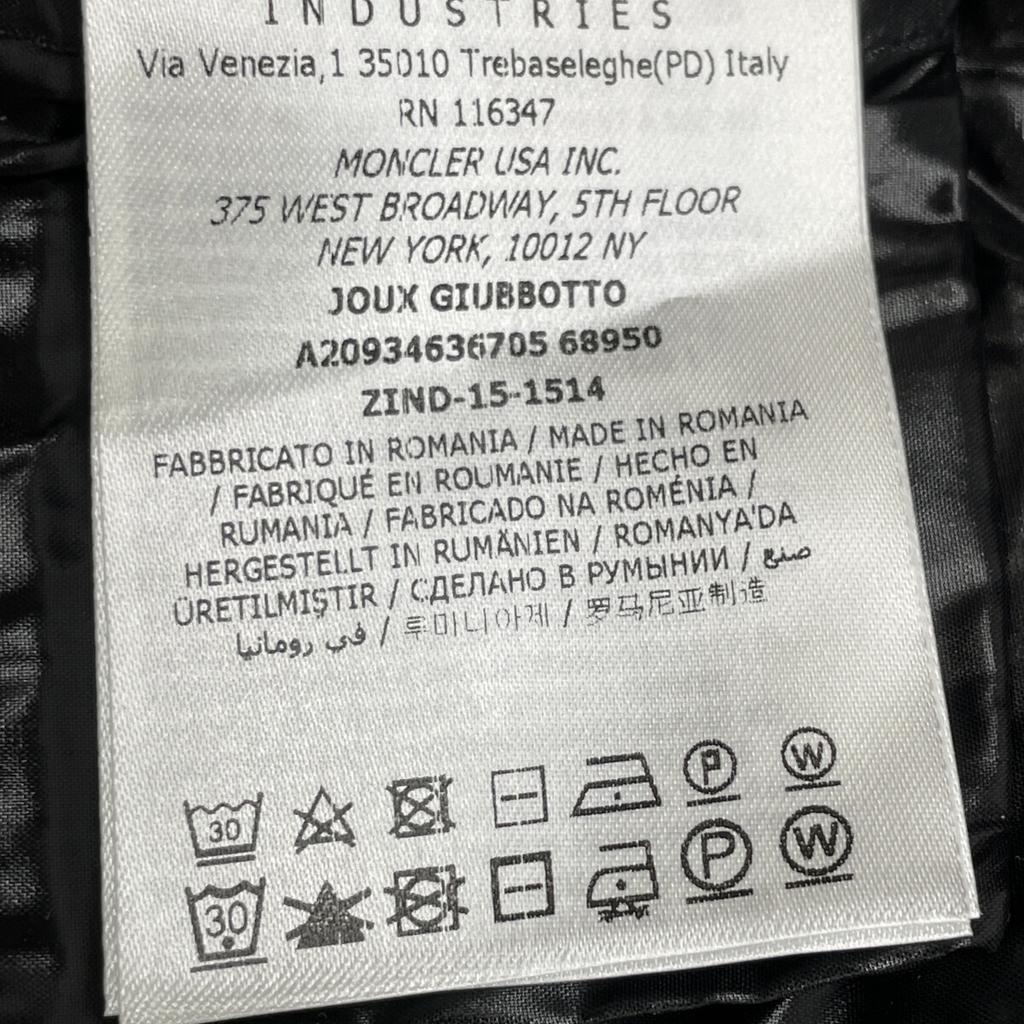 INDUSTRIES
Via Venezia,1 35010 Trebaseleghe(PD) Italy
RN 116347
MONCLER USA INC.
375 WEST BROADWAY, 5TH FLOOR
NEW YORK, 10012 NY
JOUX GIUBBOTTO
A20934636705 68950
ZIND-15-1514
FABBRICATO IN ROMANIA / MADE IN ROMANIA
/ FABRIQUÉ EN ROUMANIE / HECHO EN
RUMANIA / FABRICADO NA ROMÉNIA /
HERGESTELLT IN RUMÄNIEN / ROMANYA'DA
ÜRETILMIŞTIR / СДЕЛАНО В РУМЫНИИ / صنع
في رومانيا / 루미니아제 / 罗马尼亚制造
30 P W
30 P W